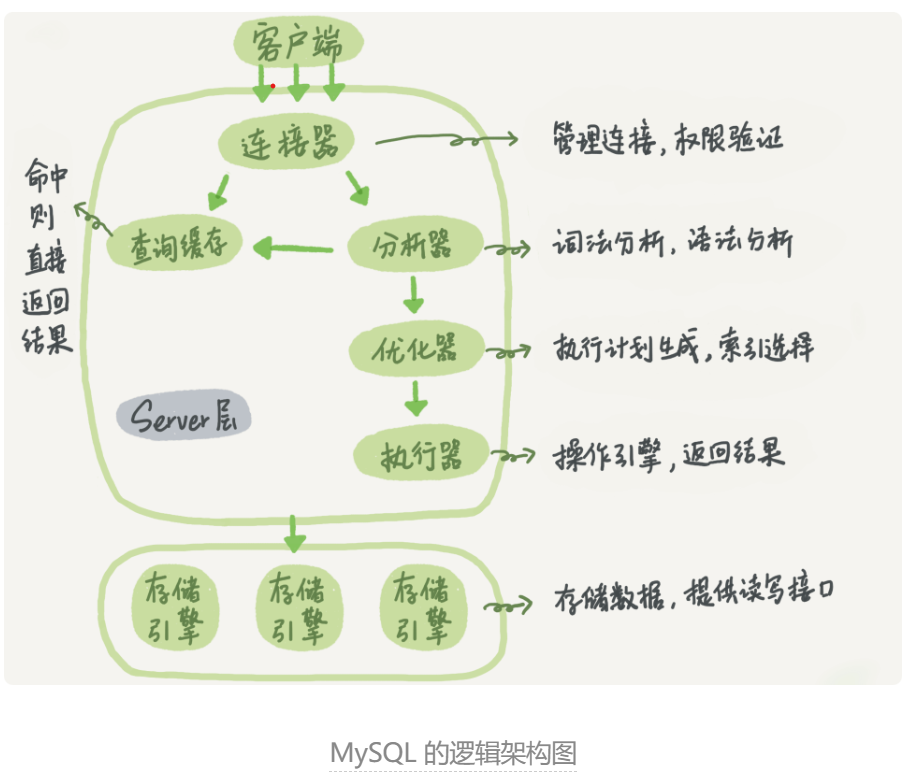 客户端
连接器
管理连接,权限验证
命中
则
直接
返回
结果
查询缓存
分析器
词法分析,语法分析
优化器
执行计划生成,索引选择
Server层
执行器
操作引擎,返回结果
存储
引擎
存储
引擎
存储
引擎
存储数据,提供读写接口
MySQL 的逻辑架构图